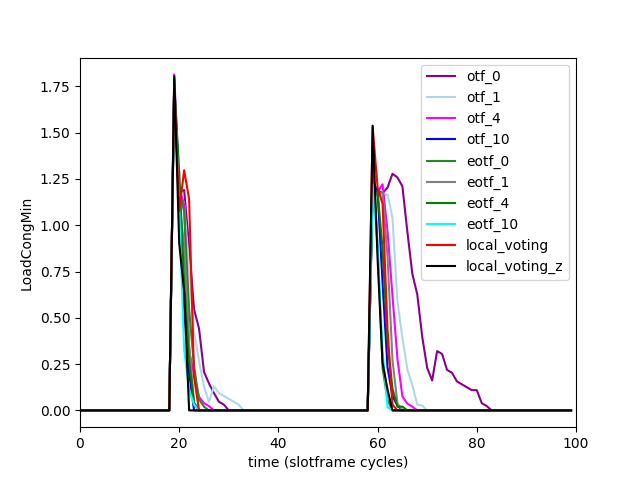 1.75
1.50
1.25
1.00
0.75
0.50
0.25
0.00
LoadCongMin
0
20
40
60
80
100
time (slotframe cycles)
otf_0
otf_1
otf_4
otf_10
eotf_0
eotf_1
eotf_4
eotf_10
local_voting
local_voting_z